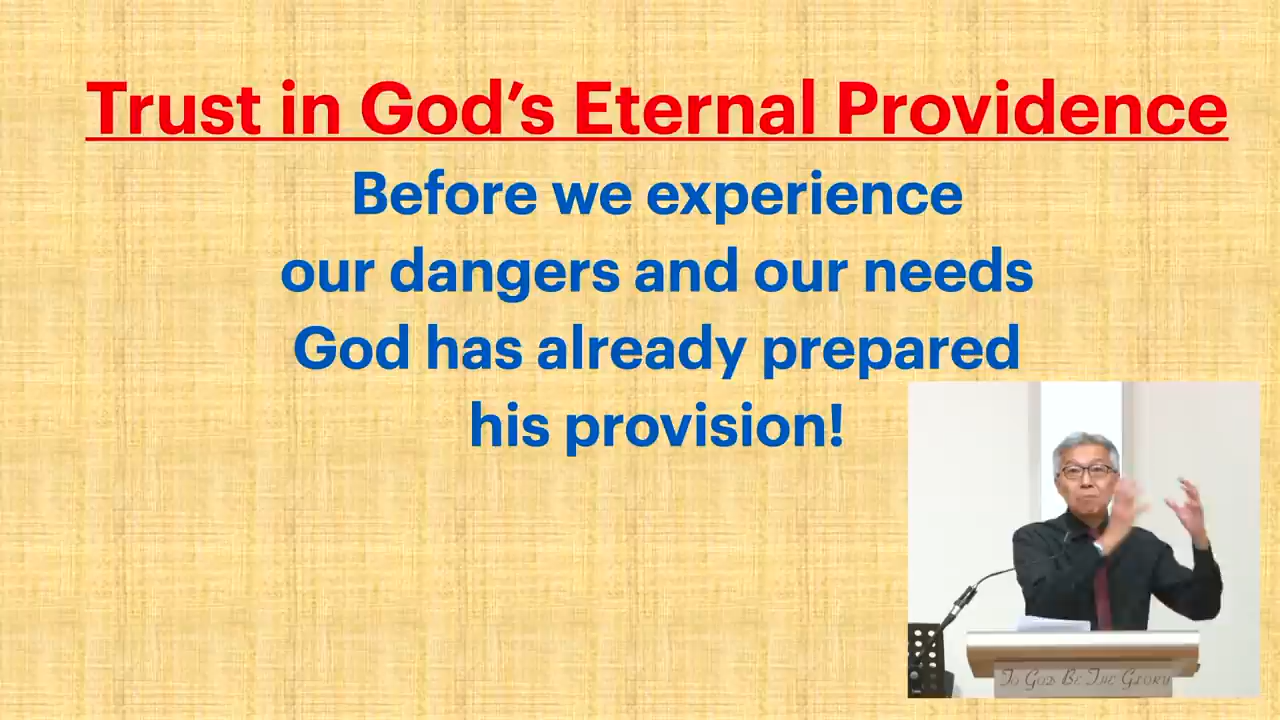 Trust in God’s Eternal Providence
Before we experience
our dangers and our needs
God has already prepared
his provision!
To God Be The Glory